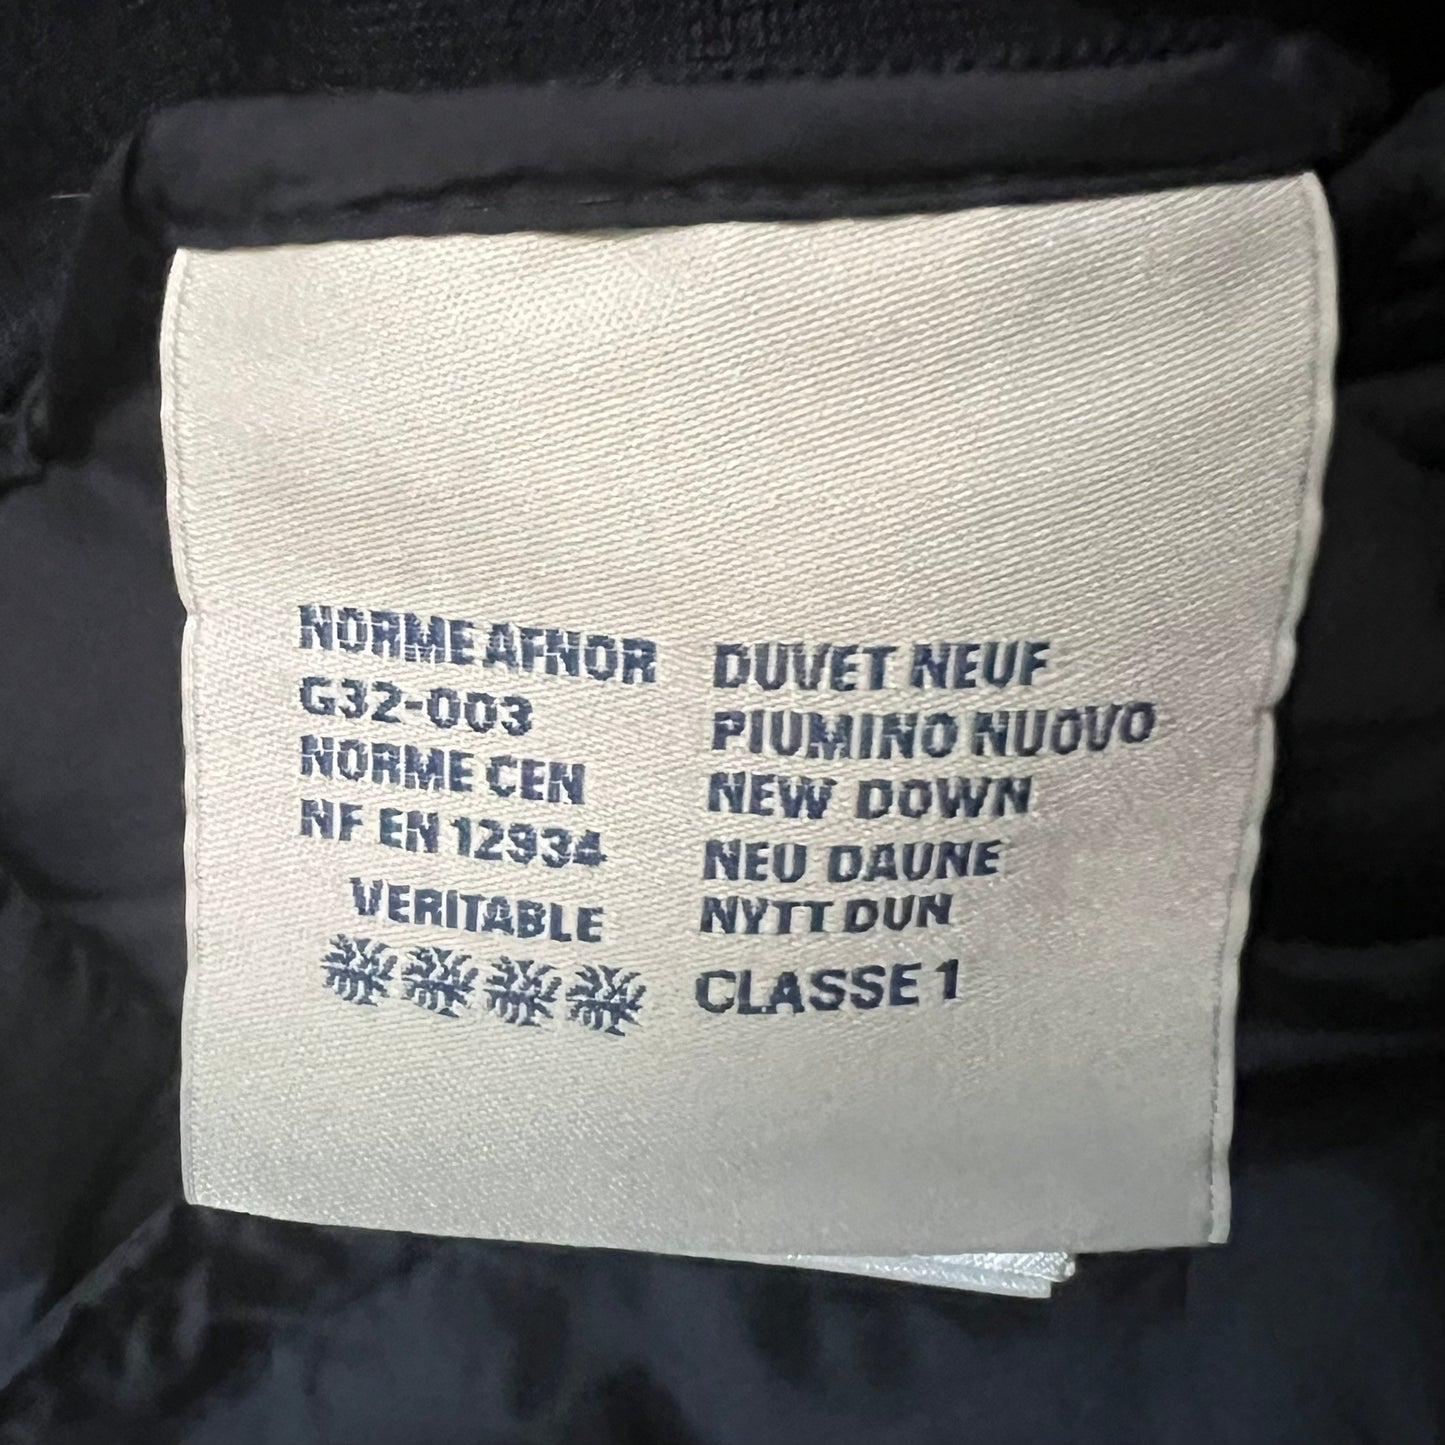 NORME AFNOR
G32-003
NORME CEN
NF EN 12934
VERITABLE
DUVET NEUF
PIUMINO NUOVO
NEW DOWN
NEU DAUNE
NYTT DUN
CLASSE 1